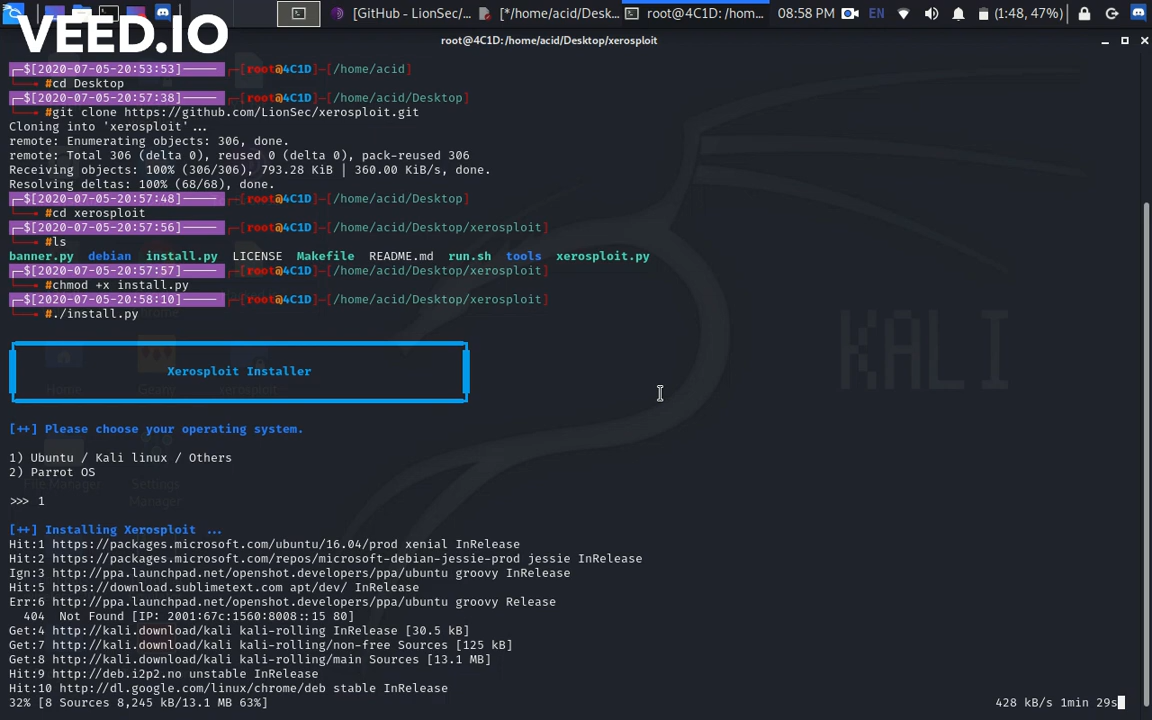 [GitHub - LionSec/...
[*/home/acid/Desk...
root@4C1D: /hom...
08:58 PM
EN
(1:48, 47%)
VEED.IO
root@4C1D: /home/acid/Desktop/xerosploit
$[2020-07-05-20:53:53] [root@4C1D]-[/home/acid]
#cd Desktop
$[2020-07-05-20:57:38] [root@4C1D]-[/home/acid/Desktop]
#git clone https://github.com/LionSec/xerosploit.git
Cloning into 'xerosploit'...
remote: Enumerating objects: 306, done.
remote: Total 306 (delta 0), reused 0 (delta 0), pack-reused 306
Receiving objects: 100% (306/306), 793.28 KiB | 360.00 KiB/s, done.
Resolving deltas: 100% (68/68), done.
$[2020-07-05-20:57:48] [root@4C1D]-[/home/acid/Desktop]
#cd xerosploit
$[2020-07-05-20:57:56] [root@4C1D]-[/home/acid/Desktop/xerosploit]
#ls
banner.py debian install.py LICENSE Makefile README.md run.sh tools xerosploit.py
$[2020-07-05-20:57:57] [root@4C1D]-[/home/acid/Desktop/xerosploit]
#chmod +x install.py
$[2020-07-05-20:58:10] [root@4C1D]-[/home/acid/Desktop/xerosploit]
#./install.py
Xerosploit Installer
KALI
Home
[++] Please choose your operating system.
1) Ubuntu / Kali linux / Others
2) Parrot OS
File Manager
Settings Manager
>>> 1
[++] Installing Xerosploit ...
Hit:1 https://packages.microsoft.com/ubuntu/16.04/prod xenial InRelease
Hit:2 https://packages.microsoft.com/repos/microsoft-debian-jessie-prod jessie InRelease
Ign:3 http://ppa.launchpad.net/openshot.developers/ppa/ubuntu groovy InRelease
Hit:5 https://download.sublimetext.com apt/dev/ InRelease
Err:6 http://ppa.launchpad.net/openshot.developers/ppa/ubuntu groovy Release
404 Not Found [IP: 2001:67c:1560:8008::15 80]
Get:4 http://kali.download/kali kali-rolling InRelease [30.5 kB]
Get:7 http://kali.download/kali kali-rolling/non-free Sources [125 kB]
Get:8 http://kali.download/kali kali-rolling/main Sources [13.1 MB]
Hit:9 http://deb.i2p2.no unstable InRelease
Hit:10 http://dl.google.com/linux/chrome/deb stable InRelease
32% [8 Sources 8,245 kB/13.1 MB 63%] 428 kB/s 1min 29s